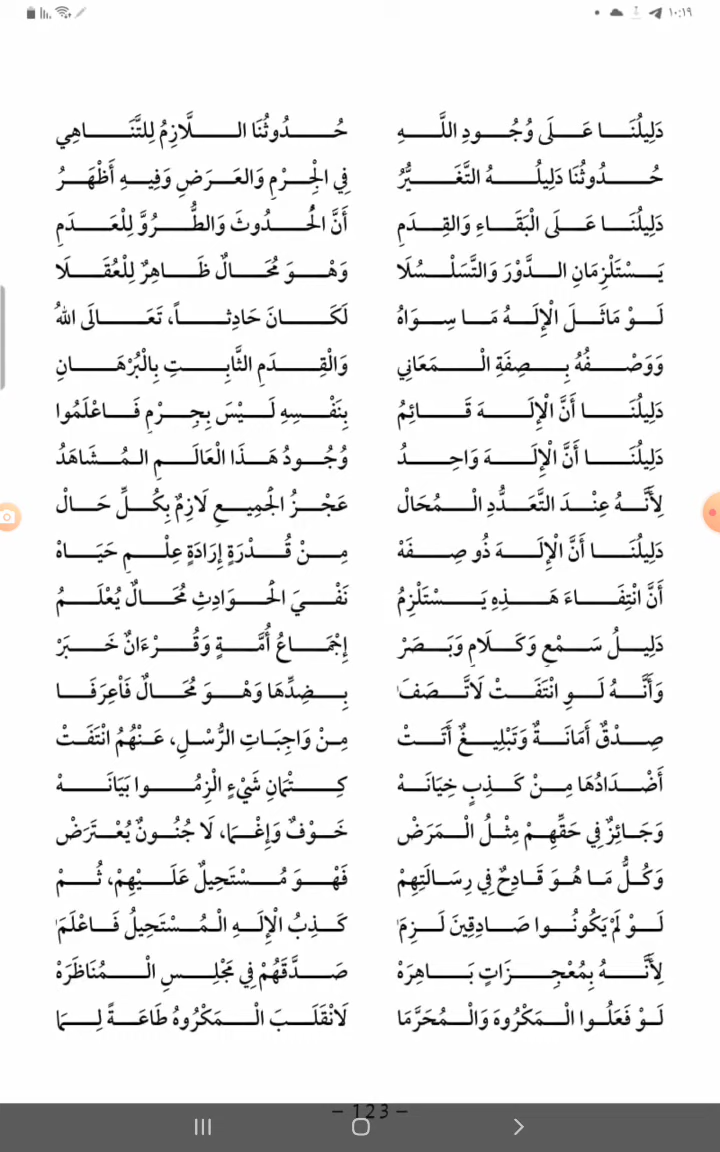 ١٠:١٩
دَلِيلُنَا عَلَى وُجُودِ اللَّهِ حُدُوثُنَا اللَّازِمُ لِلتَّنَاهِي
حُدُوثُنَا دَلِيلُهُ التَّغَيُّرُ فِي الْجِرْمِ وَالعَرَضِ وَفِيهِ أَظْهَرُ
دَلِيلُنَا عَلَى الْبَقَاءِ وَالقِدَمِ أَنَّ الْحُدُوثَ وَالطُّرُوَّ لِلْعَدَمِ
يَسْتَلْزِمَانِ الدَّوْرَ وَالتَّسَلْسُلَا وَهْوَ مُحَالٌ ظَاهِرٌ لِلْعُقَلَا
لَوْ مَاثَلَ الْإِلَهُ مَا سِوَاهُ لَكَانَ حَادِثاً، تَعَالَى اللهُ
وَوَصْفُهُ بِصِفَةِ الْمَعَانِي وَالْقِدَمِ الثَّابِتِ بِالْبُرْهَانِ
دَلِيلُنَا أَنَّ الْإِلَهَ قَائِمُ بِنَفْسِهِ لَيْسَ بِجِرْمٍ فَاعْلَمُوا
دَلِيلُنَا أَنَّ الْإِلَهَ وَاحِدُ وُجُودُ هَذَا الْعَالَمِ الْمُشَاهَدُ
لِأَنَّهُ عِنْدَ التَّعَدُّدِ الْمُحَالْ عَجْزُ الْجَمِيعِ لَازِمٌ بِكُلِّ حَالْ
دَلِيلُنَا أَنَّ الْإِلَهَ ذُو صِفَهْ مِنْ قُدْرَةٍ إِرَادَةٍ عِلْمِ حَيَاهْ
أَنَّ انْتِفَاءَ هَذِهِ يَسْتَلْزِمُ نَفْيَ الْحَوَادِثِ مُحَالٌ يُعْلَمُ
دَلِيلُ سَمْعٍ وَكَلَامٍ وَبَصَرْ إِجْمَاعُ أُمَّةٍ وَقُرْءَانٌ خَبَرْ
وَأَنَّهُ لَوِ انْتَفَتْ لَاتَّصَفَ بِضِدِّهَا وَهْوَ مُحَالٌ فَاعْرِفَا
صِدْقٌ أَمَانَةٌ وَتَبْلِيغٌ أَتَتْ مِنْ وَاجِبَاتِ الرُّسْلِ، عَنْهُمُ انْتَفَتْ
أَضْدَادُهَا مِنْ كَذِبٍ خِيَانَهْ كِتْمَانِ شَيْءٍ الْزِمُوا بَيَانَهْ
وَجَائِزٌ فِي حَقِّهِمْ مِثْلُ الْمَرَضْ خَوْفٌ وَإِغْمَا، لَا جُنُونٌ يُعْتَرَضْ
وَكُلُّ مَا هُوَ قَادِحٌ فِي رِسَالَتِهِمْ فَهْوَ مُسْتَحِيلٌ عَلَيْهِمْ، ثُمْ
لَوْ لَمْ يَكُونُوا صَادِقِينَ لَزِمَ كَذِبُ الْإِلَهِ الْمُسْتَحِيلُ فَاعْلَمَ
لِأَنَّهُ بِمُعْجِزَاتٍ بَاهِرَهْ صَدَّقَهُمْ فِي مَجْلِسِ الْمُنَاظَرَهْ
لَوْ فَعَلُوا الْمَكْرُوهَ وَالْمُحَرَّمَا لَانْقَلَبَ الْمَكْرُوهُ طَاعَةً لِمَا
– 123 –